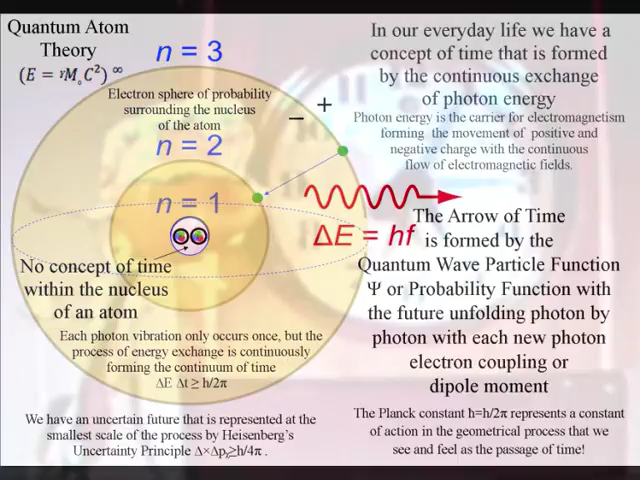 Quantum Atom
Theory
(E = γM₀C²)∞
n = 3
Electron sphere of probability
surrounding the nucleus
of the atom
n = 2
n = 1
− +
No concept of time
within the nucleus
of an atom
Each photon vibration only occurs once, but the
process of energy exchange is continuously
forming the continuum of time
ΔE Δt ≥ h/2π
We have an uncertain future that is represented at the
smallest scale of the process by Heisenberg's
Uncertainty Principle Δ×Δpₓ≥h/4π .
In our everyday life we have a
concept of time that is formed
by the continuous exchange
of photon energy
Photon energy is the carrier for electromagnetism
forming the movement of positive and
negative charge with the continuous
flow of electromagnetic fields.
ΔE = hf
The Arrow of Time
is formed by the
Quantum Wave Particle Function
Ψ or Probability Function with
the future unfolding photon by
photon with each new photon
electron coupling or
dipole moment
The Planck constant ħ=h/2π represents a constant
of action in the geometrical process that we
see and feel as the passage of time!